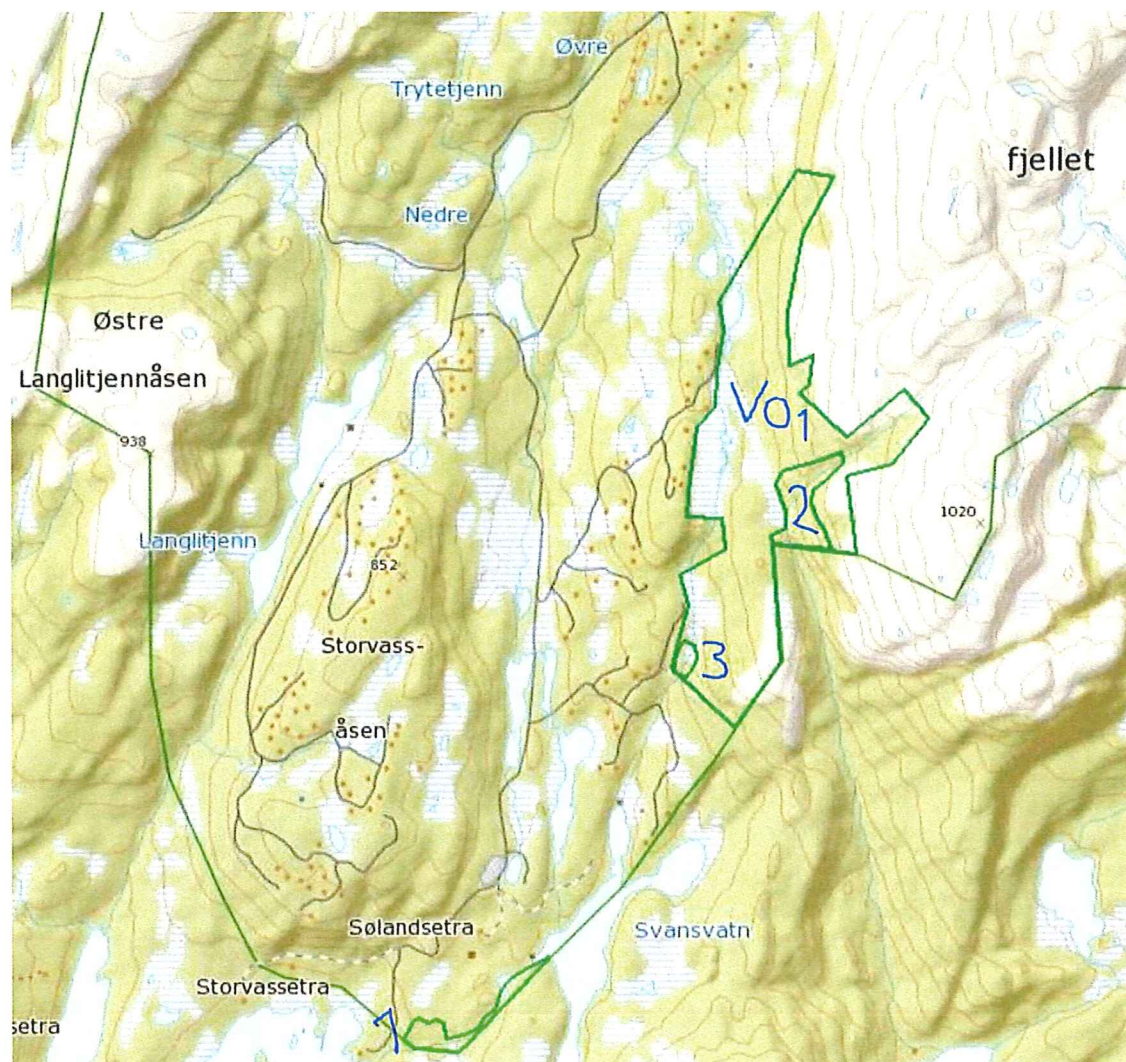 Øvre
Trytetjenn
fjellet
Nedre
Østre
Langlitjennåsen
VO1
938
2
1020
Langlitjenn
852
Storvass-
3
åsen
Sølandsetra
Svansvatn
Storvassetra
1
setra